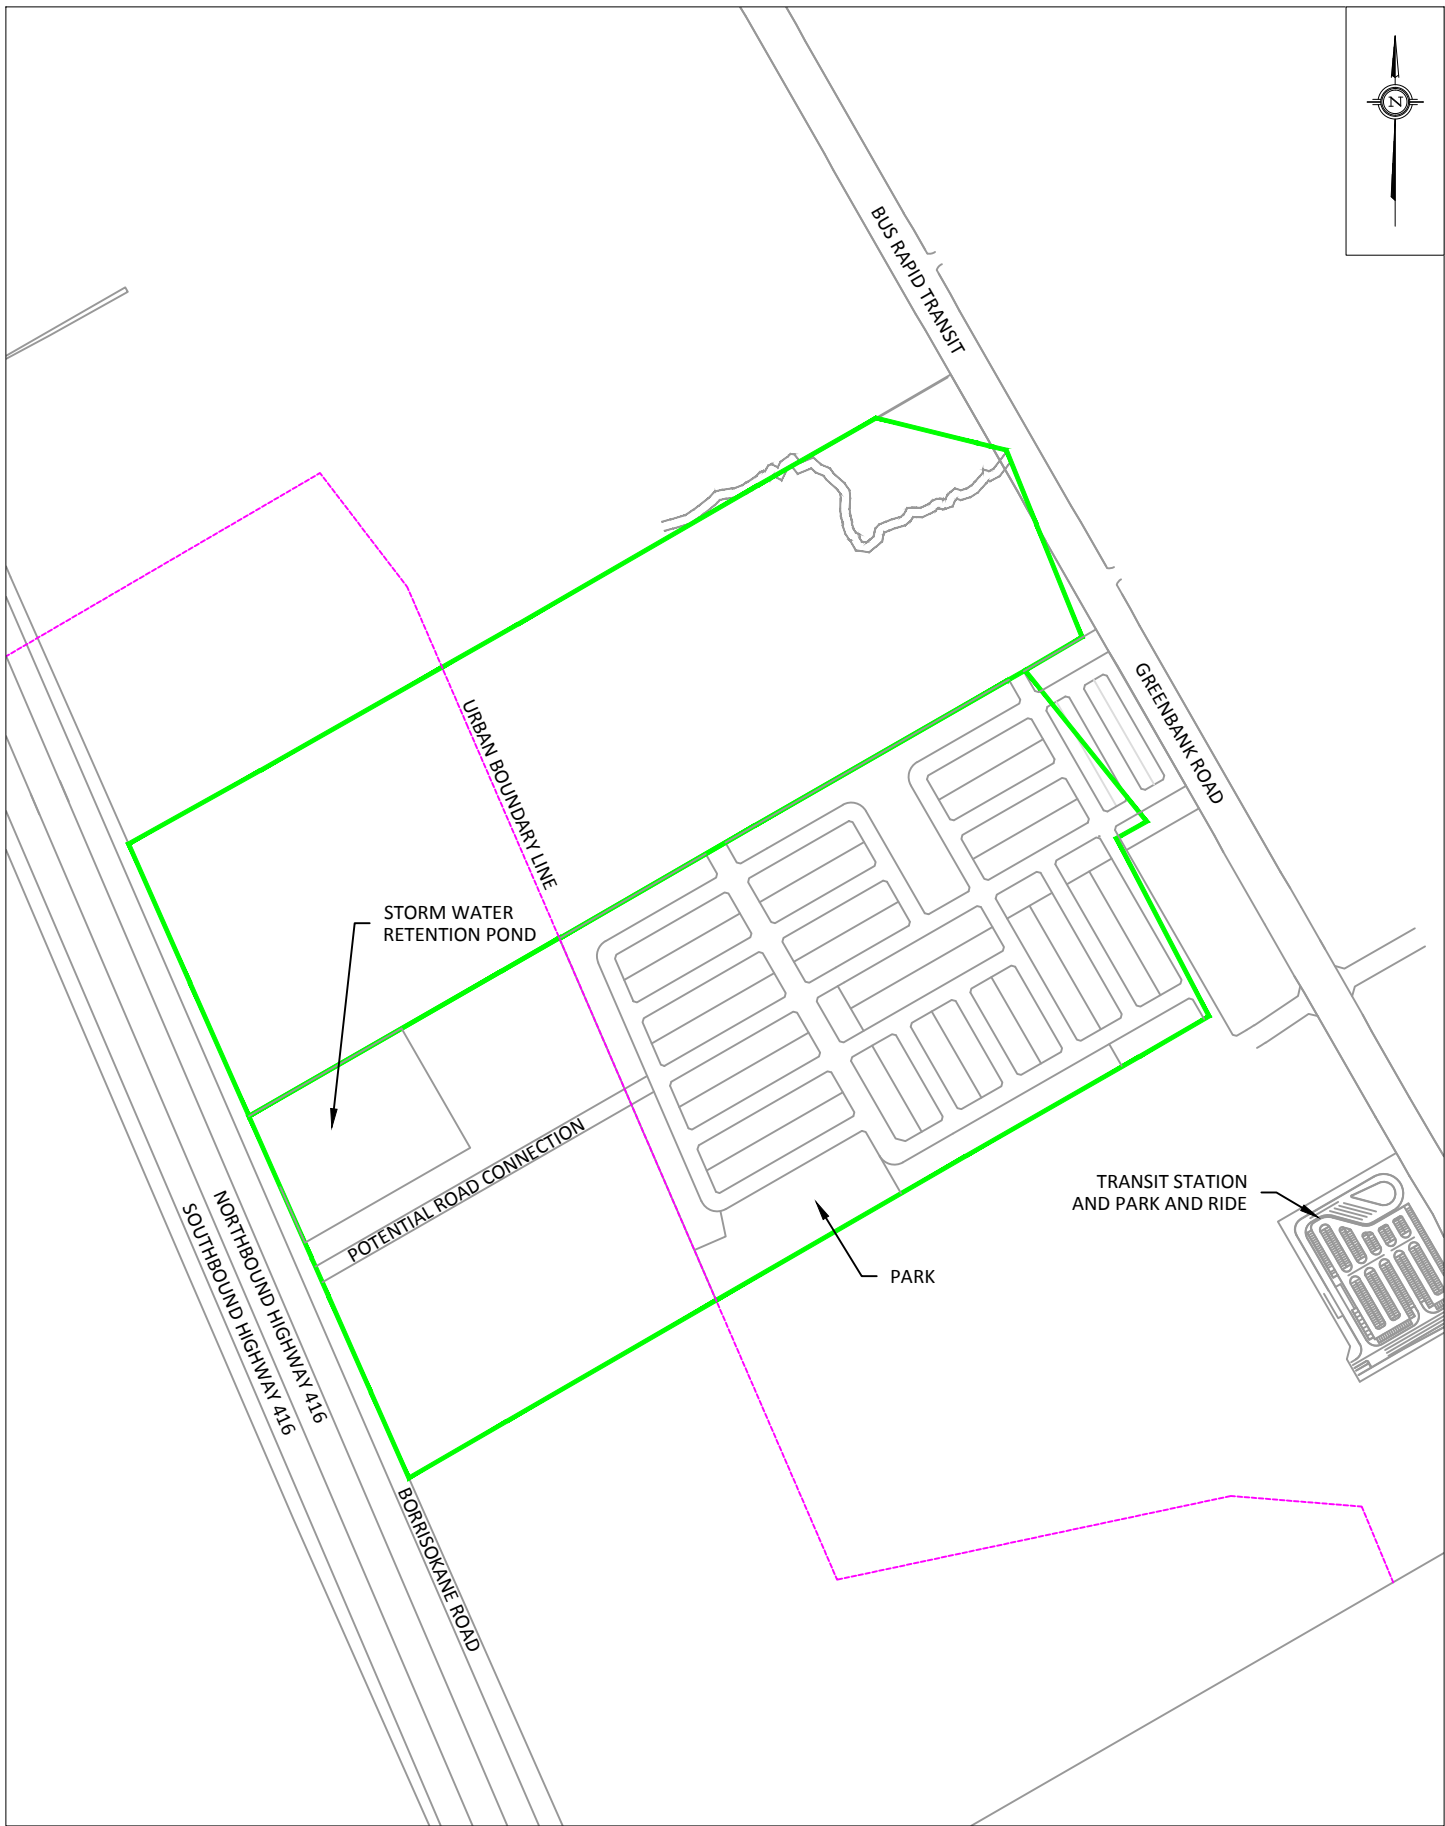 N
BUS RAPID TRANSIT
GREENBANK ROAD
URBAN BOUNDARY LINE
STORM WATER
RETENTION POND
POTENTIAL ROAD CONNECTION
TRANSIT STATION
AND PARK AND RIDE
NORTHBOUND HIGHWAY 416
SOUTHBOUND HIGHWAY 416
PARK
BORRISOKANE ROAD